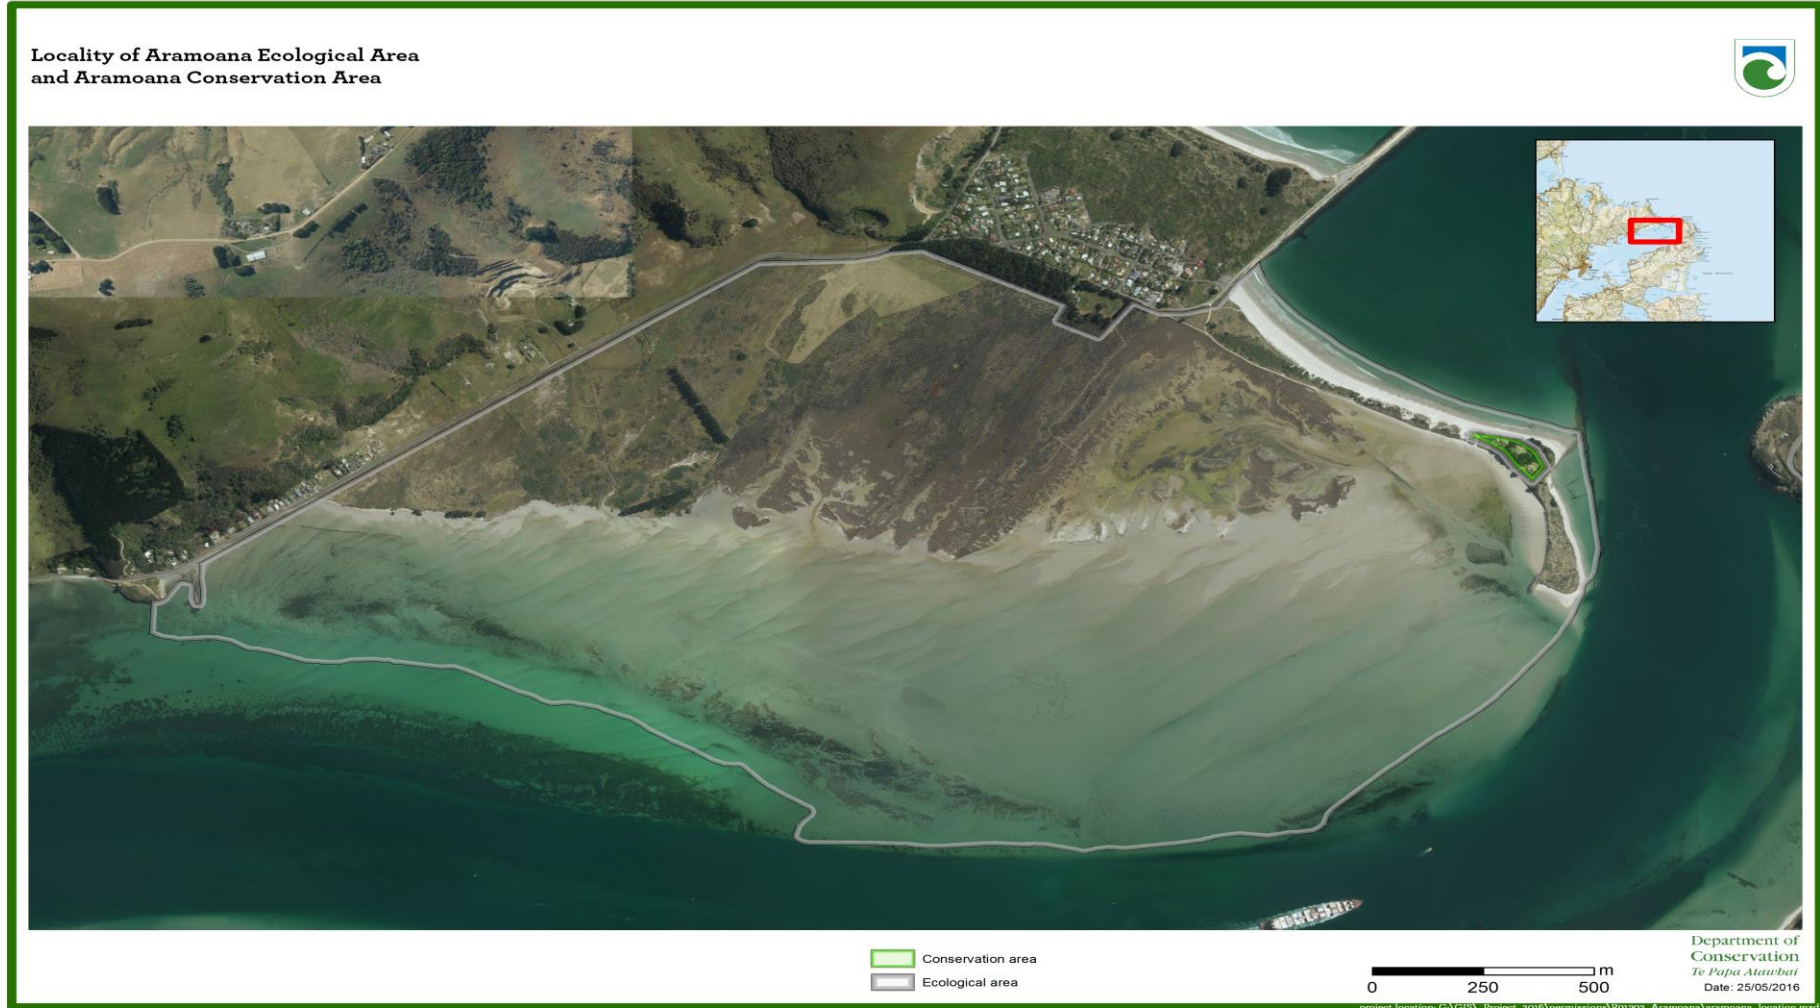 Locality of Aramoana Ecological Area
and Aramoana Conservation Area
Conservation area
Ecological area
m
0 250 500
Department of
Conservation
Te Papa Atawhai
Date: 25/05/2016